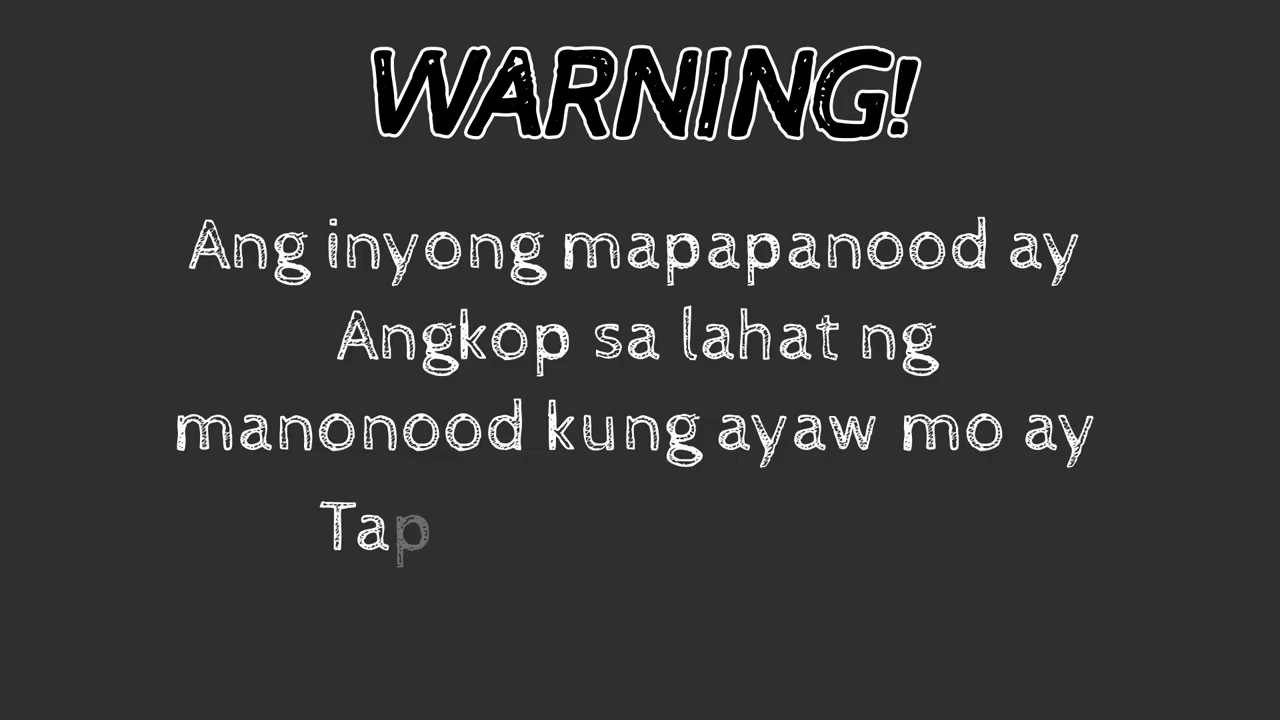 WARNING!
Ang inyong mapapanood ay
Angkop sa lahat ng
manonood kung ayaw mo ay
Tap